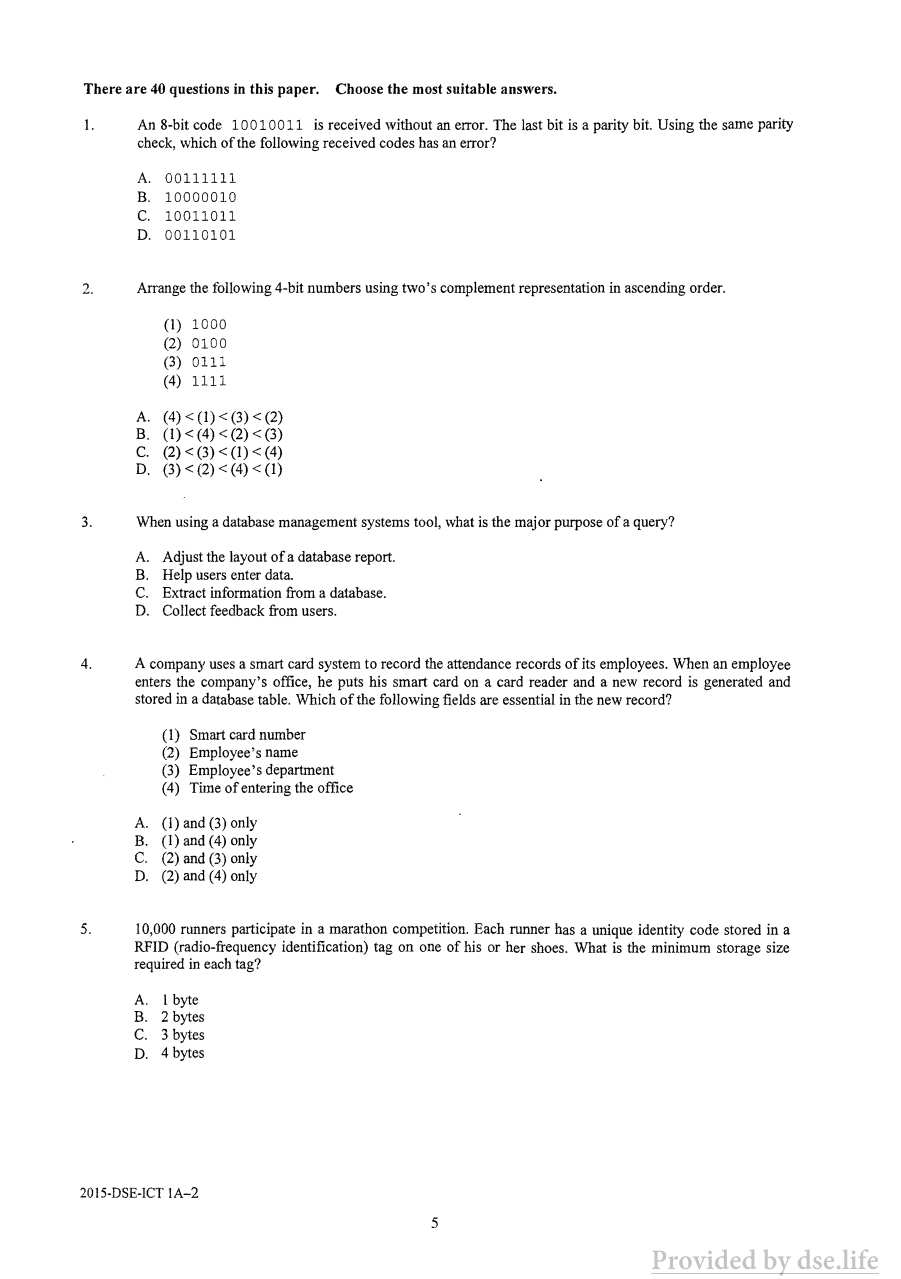 There are 40 questions in this paper. Choose the most suitable answers.
1. An 8-bit code 10010011 is received without an error. The last bit is a parity bit. Using the same parity
check, which of the following received codes has an error?
A. 00111111
B. 10000010
C. 10011011
D. 00110101
2. Arrange the following 4-bit numbers using two's complement representation in ascending order.
(1) 1000
(2) 0100
(3) 0111
(4) 1111
A. (4) < (1) < (3) < (2)
B. (1) < (4) < (2) < (3)
C. (2) < (3) < (1) < (4)
D. (3) < (2) < (4) < (1)
3. When using a database management systems tool, what is the major purpose of a query?
A. Adjust the layout of a database report.
B. Help users enter data.
C. Extract information from a database.
D. Collect feedback from users.
4. A company uses a smart card system to record the attendance records of its employees. When an employee
enters the company's office, he puts his smart card on a card reader and a new record is generated and
stored in a database table. Which of the following fields are essential in the new record?
(1) Smart card number
(2) Employee's name
(3) Employee's department
(4) Time of entering the office
A. (1) and (3) only
B. (1) and (4) only
C. (2) and (3) only
D. (2) and (4) only
5. 10,000 runners participate in a marathon competition. Each runner has a unique identity code stored in a
RFID (radio-frequency identification) tag on one of his or her shoes. What is the minimum storage size
required in each tag?
A. 1 byte
B. 2 bytes
C. 3 bytes
D. 4 bytes
2015-DSE-ICT 1A–2
5
Provided by dse.life